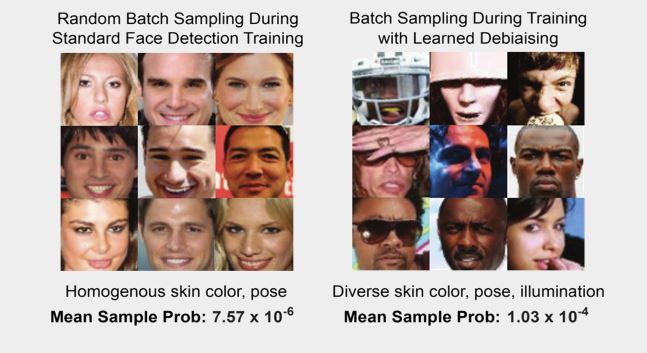 Random Batch Sampling During
Standard Face Detection Training
Homogenous skin color, pose
Mean Sample Prob: 7.57 x 10⁻⁶
Batch Sampling During Training
with Learned Debiaising
Diverse skin color, pose, illumination
Mean Sample Prob: 1.03 x 10⁻⁴